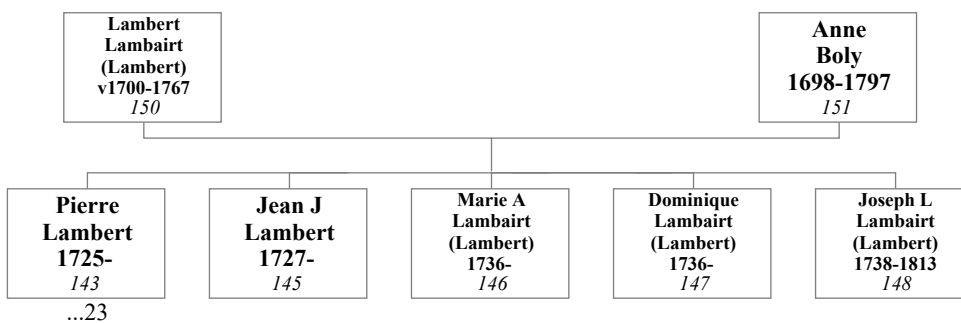 Lambert
Lambairt
(Lambert)
v1700-1767
150
Anne
Boly
1698-1797
151
Pierre
Lambert
1725-
143
...23
Jean J
Lambert
1727-
145
Marie A
Lambairt
(Lambert)
1736-
146
Dominique
Lambairt
(Lambert)
1736-
147
Joseph L
Lambairt
(Lambert)
1738-1813
148